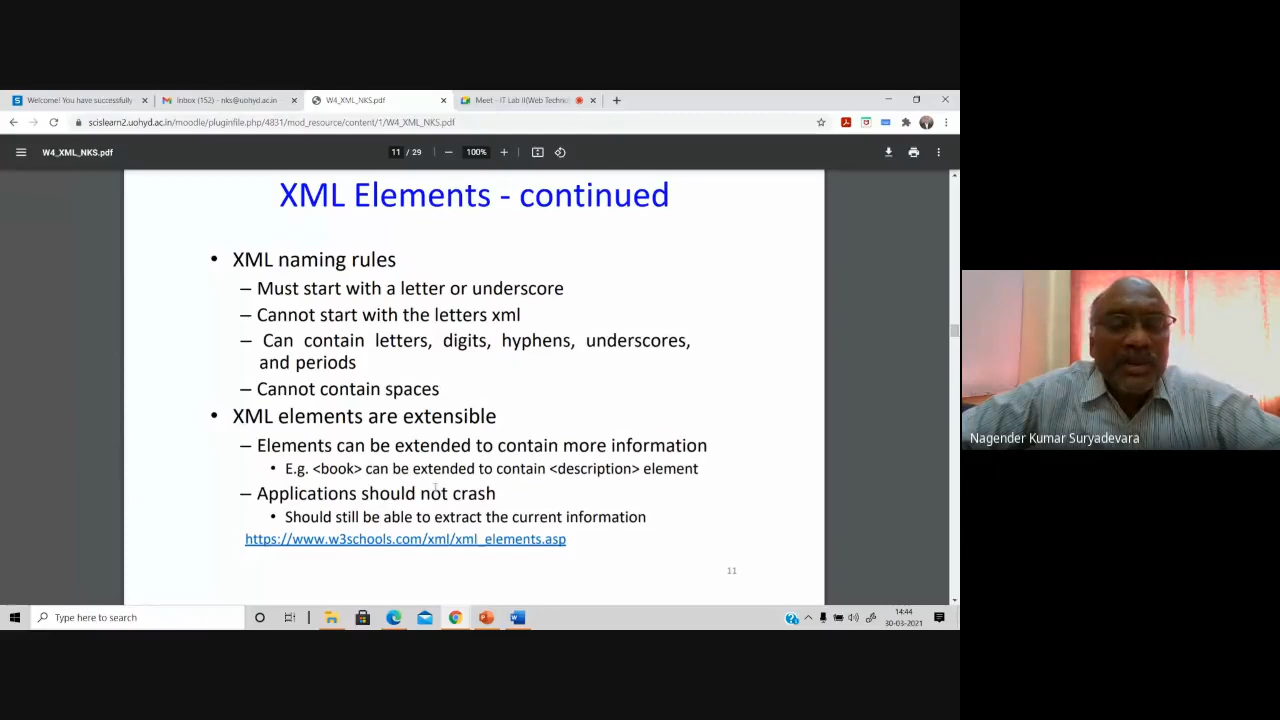 Welcome! You have successfully
Inbox (152) - nks@uohyd.ac.in
W4_XML_NKS.pdf
Meet - IT Lab II(Web Techno
scislearn2.uohyd.ac.in/moodle/pluginfile.php/4831/mod_resource/content/1/W4_XML_NKS.pdf
W4_XML_NKS.pdf
11 / 29
100%
XML Elements - continued
• XML naming rules
– Must start with a letter or underscore
– Cannot start with the letters xml
– Can contain letters, digits, hyphens, underscores,
and periods
– Cannot contain spaces
• XML elements are extensible
– Elements can be extended to contain more information
• E.g. <book> can be extended to contain <description> element
– Applications should not crash
• Should still be able to extract the current information
https://www.w3schools.com/xml/xml_elements.asp
11
Nagender Kumar Suryadevara
Type here to search
14:44
30-03-2021